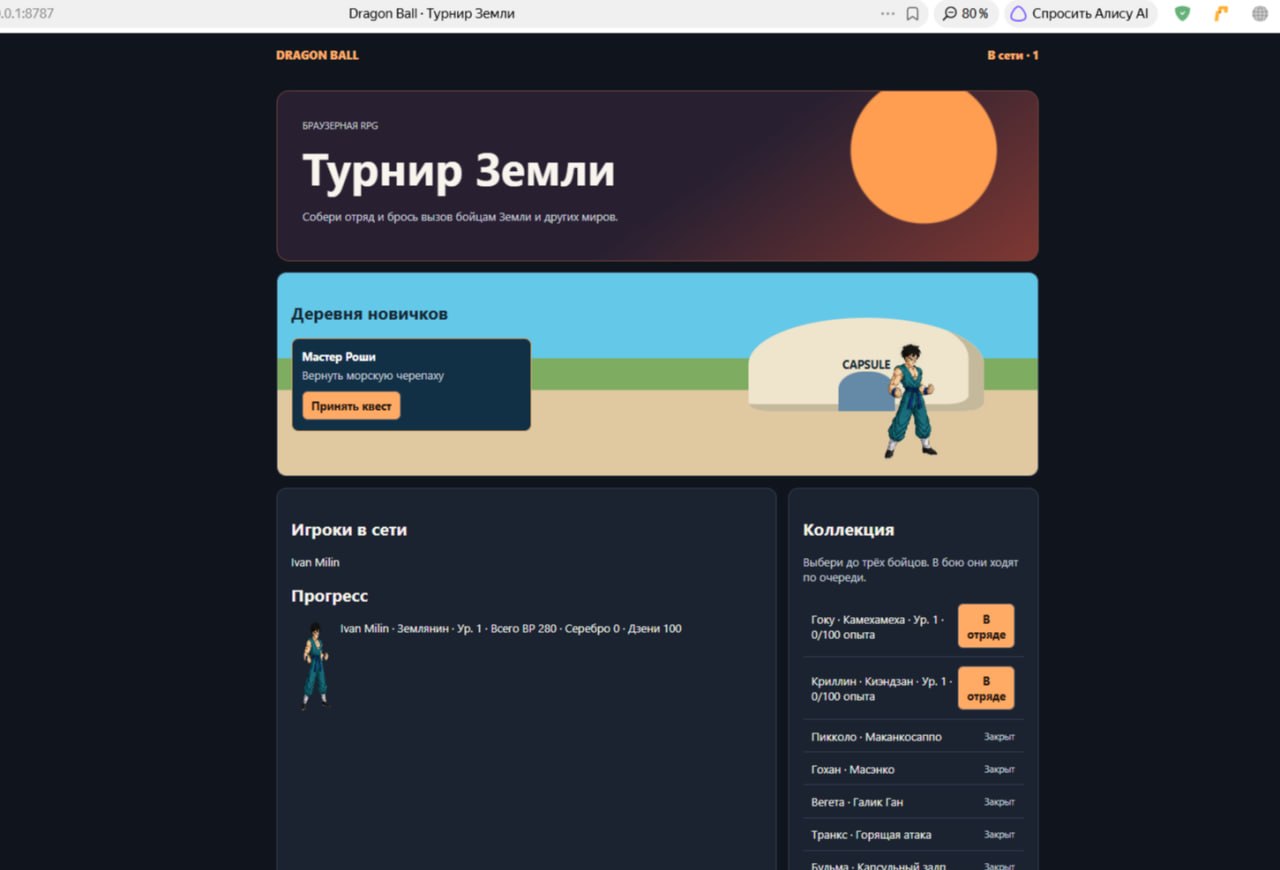 .0.1:8787
Dragon Ball · Турнир Земли
80 %
Спросить Алису AI
DRAGON BALL
В сети · 1
БРАУЗЕРНАЯ RPG
Турнир Земли
Собери отряд и брось вызов бойцам Земли и других миров.
Деревня новичков
Мастер Роши
Вернуть морскую черепаху
Принять квест
CAPSULE
Игроки в сети
Ivan Milin
Прогресс
Ivan Milin · Землянин · Ур. 1 · Всего BP 280 · Серебро 0 · Дзени 100
Коллекция
Выбери до трёх бойцов. В бою они ходят
по очереди.
Гоку · Камехамеха · Ур. 1 ·
0/100 опыта
В
отряде
Криллин · Киэндзан · Ур. 1 ·
0/100 опыта
В
отряде
Пикколо · Маканкосаппо
Закрыт
Гохан · Масэнко
Закрыт
Вегета · Галик Ган
Закрыт
Транкс · Горящая атака
Закрыт
Бульма · Капсульный залп
Закрыт